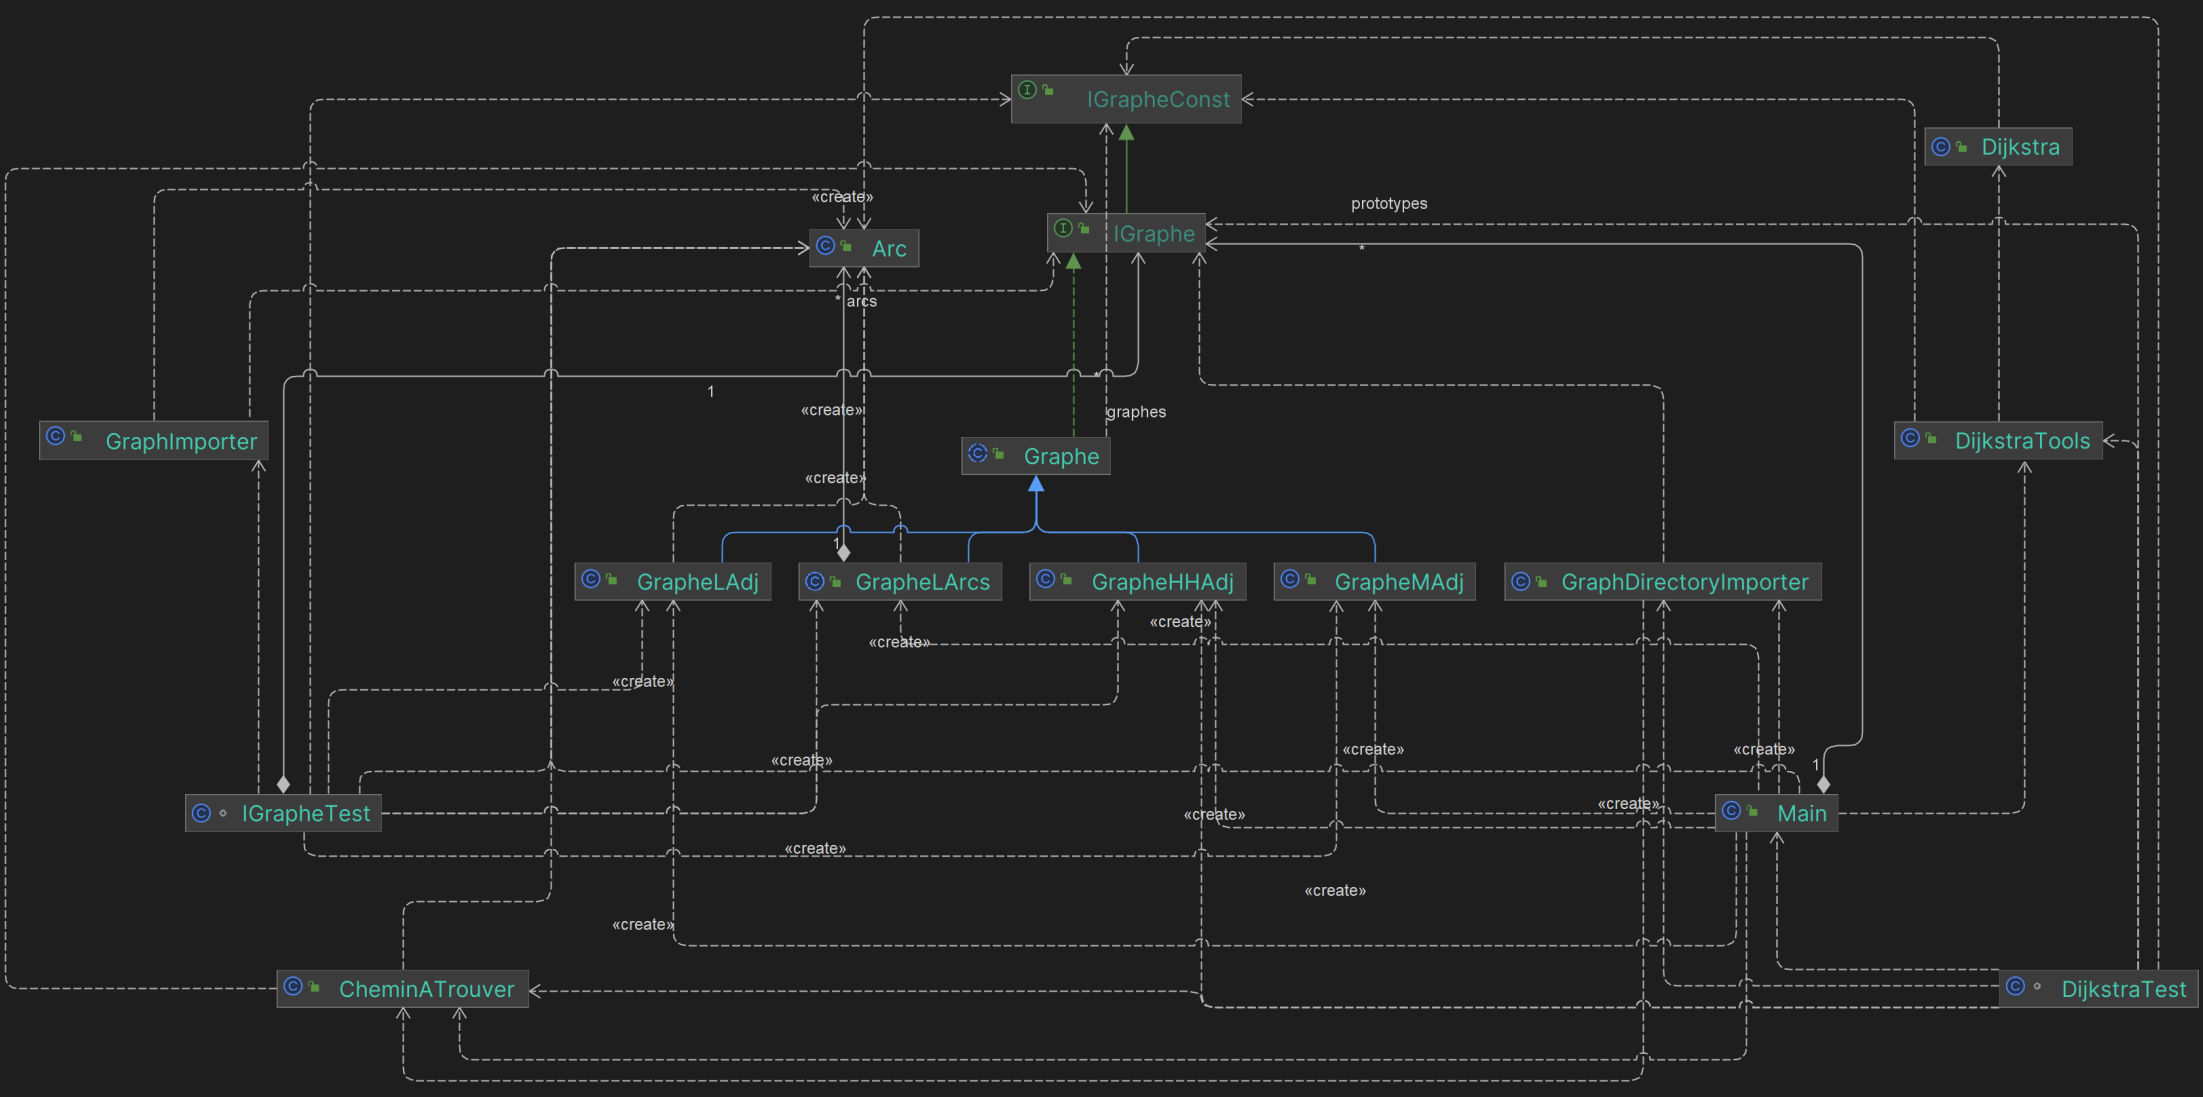 IGrapheConst
Dijkstra
«create»
prototypes
Arc
IGraphe
*
* arcs
*
1
«create»
graphes
GraphImporter
Graphe
DijkstraTools
«create»
1
GrapheLAdj
GrapheLArcs
GrapheHHAdj
GrapheMAdj
GraphDirectoryImporter
«create»
«create»
«create»
«create»
«create»
«create»
1
«create»
IGrapheTest
«create»
Main
«create»
«create»
«create»
CheminATrouver
DijkstraTest